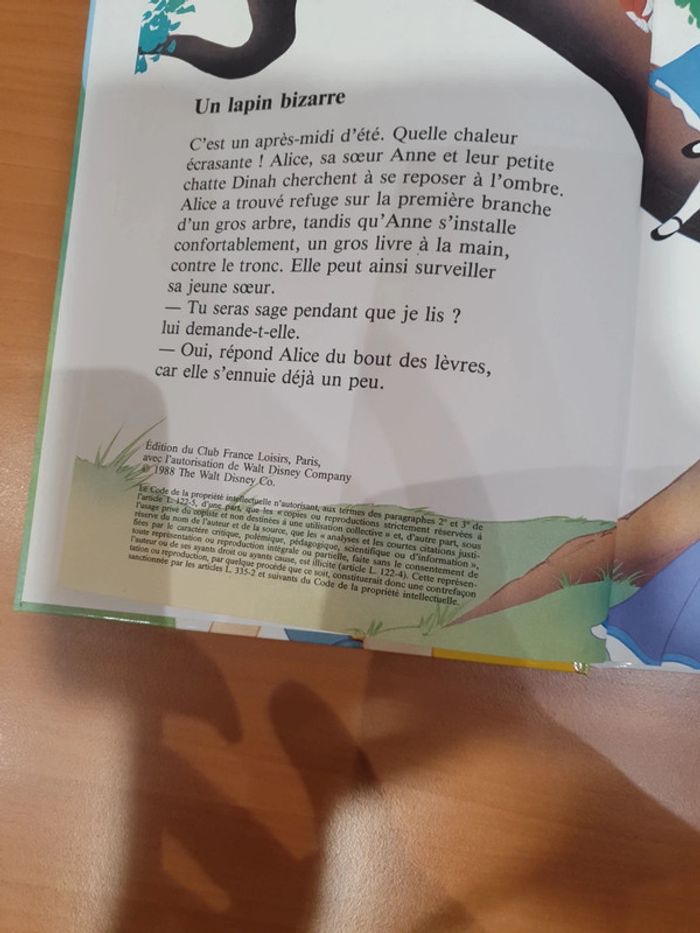 Un lapin bizarre
C'est un après-midi d'été. Quelle chaleur
écrasante ! Alice, sa sœur Anne et leur petite
chatte Dinah cherchent à se reposer à l'ombre.
Alice a trouvé refuge sur la première branche
d'un gros arbre, tandis qu'Anne s'installe
confortablement, un gros livre à la main,
contre le tronc. Elle peut ainsi surveiller
sa jeune sœur.
— Tu seras sage pendant que je lis ?
lui demande-t-elle.
— Oui, répond Alice du bout des lèvres,
car elle s'ennuie déjà un peu.
Édition du Club France Loisirs, Paris,
avec l'autorisation de Walt Disney Company
© 1988 The Walt Disney Co.
Le Code de la propriété intellectuelle n'autorisant, aux termes des paragraphes 2° et 3° de
l'article L. 122-5, d'une part, que les « copies ou reproductions strictement réservées à
l'usage privé du copiste et non destinées à une utilisation collective » et, d'autre part, sous
réserve du nom de l'auteur et de la source, que les « analyses et les courtes citations justi-
fiées par le caractère critique, polémique, pédagogique, scientifique ou d'information »,
toute représentation ou reproduction intégrale ou partielle, faite sans le consentement de
l'auteur ou de ses ayants droit ou ayants cause, est illicite (article L. 122-4). Cette représen-
tation ou reproduction, par quelque procédé que ce soit, constituerait donc une contrefaçon
sanctionnée par les articles L. 335-2 et suivants du Code de la propriété intellectuelle.